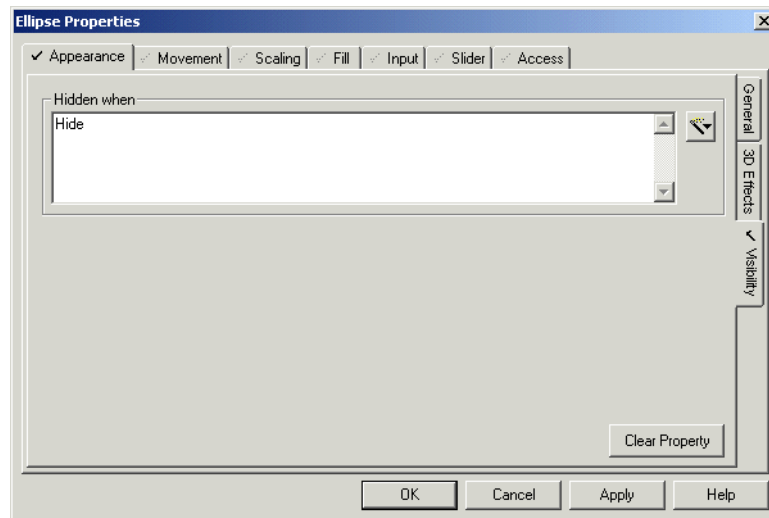 Ellipse Properties
Appearance Movement Scaling Fill Input Slider Access
General
3D Effects
Visibility
Hidden when
Hide
Clear Property
OK Cancel Apply Help